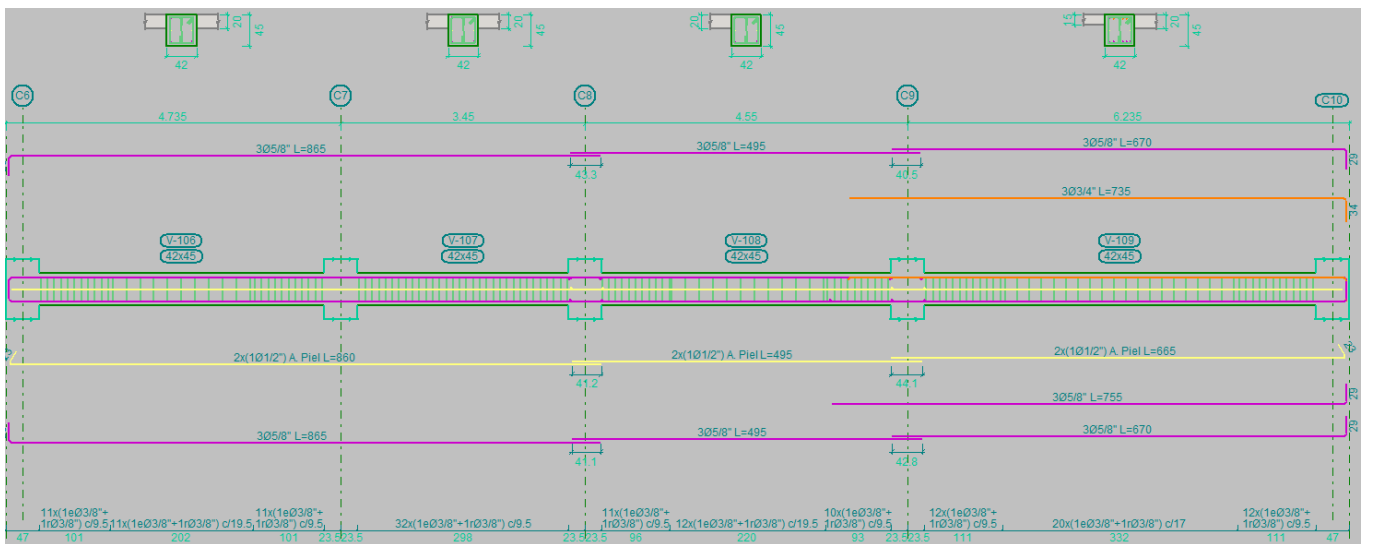 20
45
42
20
45
42
20
45
42
15
20
45
42
C6
C7
C8
C9
C10
4.735
3.45
4.55
6.235
3Ø5/8" L=865
3Ø5/8" L=495
3Ø5/8" L=670
43.3
40.5
29
3Ø3/4" L=735
34
V-106
V-107
V-108
V-109
42x45
42x45
42x45
42x45
2x(1Ø1/2") A. Piel L=860
2x(1Ø1/2") A. Piel L=495
2x(1Ø1/2") A. Piel L=665
41.2
44.1
3Ø5/8" L=755
29
3Ø5/8" L=865
3Ø5/8" L=495
3Ø5/8" L=670
29
41.1
42.8
11x(1eØ3/8"+
1rØ3/8") c/9.5
11x(1eØ3/8"+1rØ3/8") c/19.5
11x(1eØ3/8"+
1rØ3/8") c/9.5
32x(1eØ3/8"+1rØ3/8") c/9.5
11x(1eØ3/8"+
1rØ3/8") c/9.5
12x(1eØ3/8"+1rØ3/8") c/19.5
10x(1eØ3/8"+
1rØ3/8") c/9.5
12x(1eØ3/8"+
1rØ3/8") c/9.5
20x(1eØ3/8"+1rØ3/8") c/17
12x(1eØ3/8"+
1rØ3/8") c/9.5
47
101
202
101
23.5
23.5
298
23.5
23.5
96
220
93
23.5
23.5
111
332
111
47